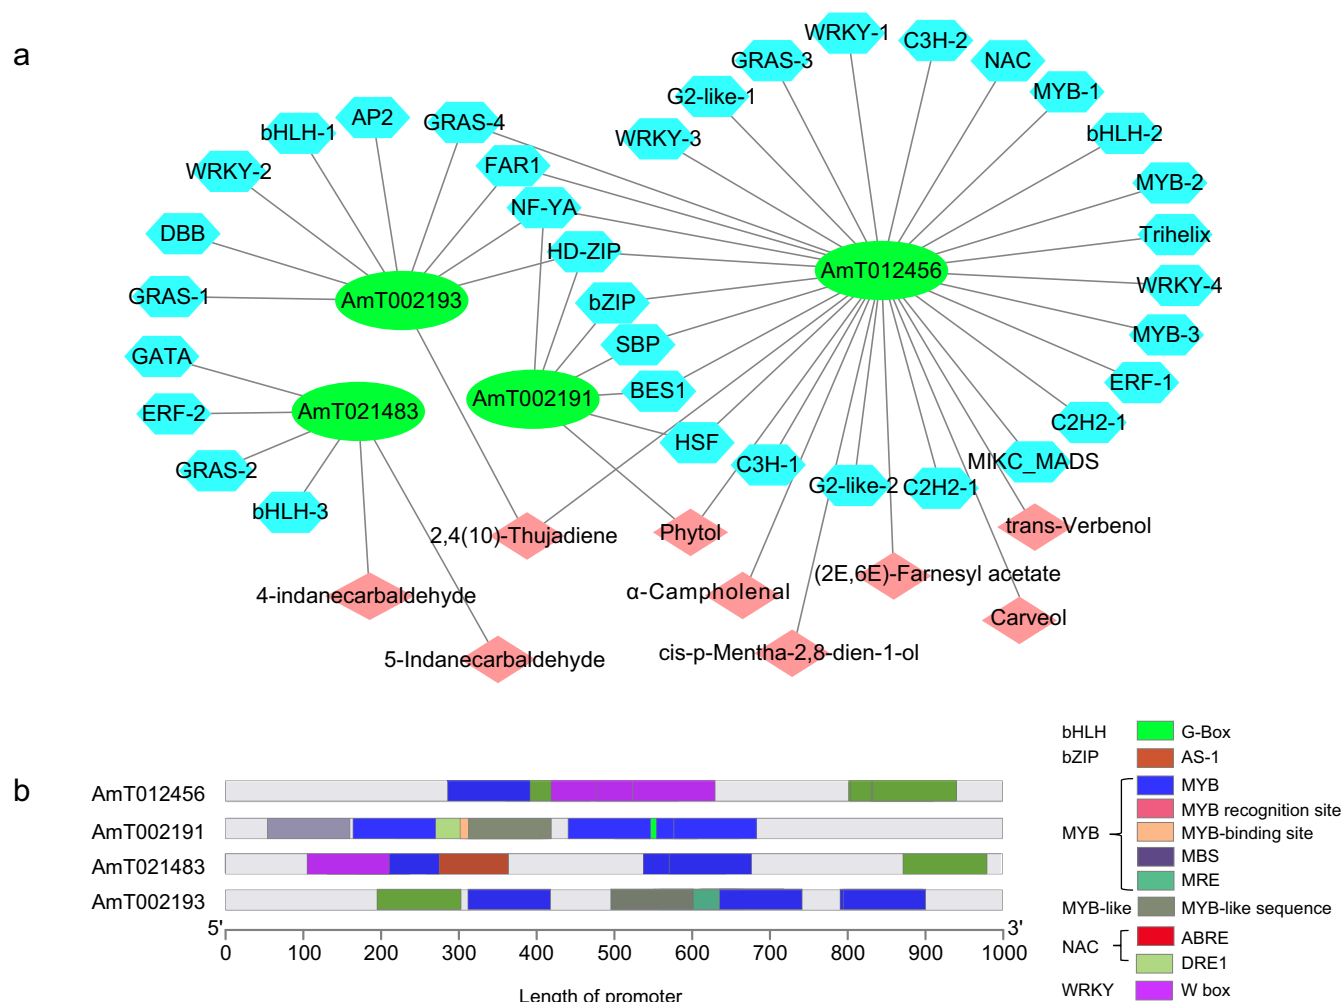 a
WRKY-1
C3H-2
GRAS-3
NAC
G2-like-1
MYB-1
AP2
GRAS-4
bHLH-1
WRKY-3
bHLH-2
WRKY-2
FAR1
MYB-2
NF-YA
DBB
HD-ZIP
Trihelix
AmT012456
GRAS-1
AmT002193
bZIP
WRKY-4
SBP
MYB-3
GATA
BES1
ERF-1
AmT002191
AmT021483
ERF-2
C2H2-1
HSF
GRAS-2
C3H-1
MIKC_MADS
G2-like-2
C2H2-1
bHLH-3
2,4(10)-Thujadiene
Phytol
trans-Verbenol
(2E,6E)-Farnesyl acetate
4-indanecarbaldehyde
α-Campholenal
Carveol
5-Indanecarbaldehyde
cis-p-Mentha-2,8-dien-1-ol
b
AmT012456
AmT002191
AmT021483
AmT002193
5'
3'
0 100 200 300 400 500 600 700 800 900 1000
Length of promoter
bHLH G-Box
bZIP AS-1
MYB
MYB recognition site
MYB MYB-binding site
MBS
MRE
MYB-like MYB-like sequence
ABRE
NAC
DRE1
WRKY W box